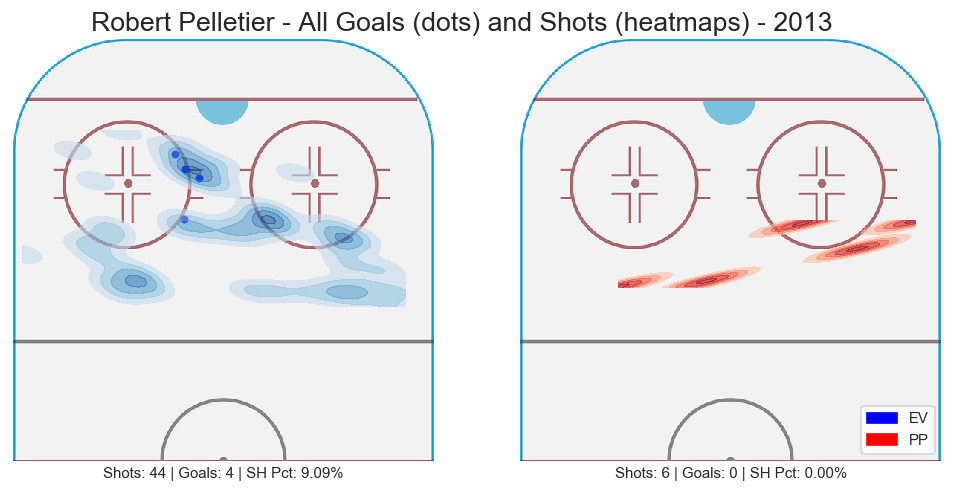 Robert Pelletier - All Goals (dots) and Shots (heatmaps) - 2013
EV
PP
Shots: 44 | Goals: 4 | SH Pct: 9.09%
Shots: 6 | Goals: 0 | SH Pct: 0.00%